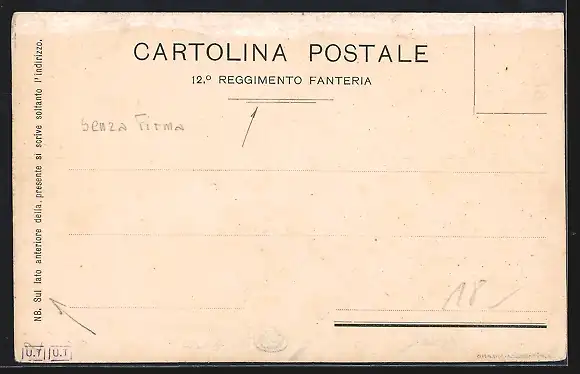 CARTOLINA POSTALE
12.º REGGIMENTO FANTERIA
Senza Firma
NB. Sul lato anteriore della presente si scrive soltanto l'indirizzo.
18
U.T U.T